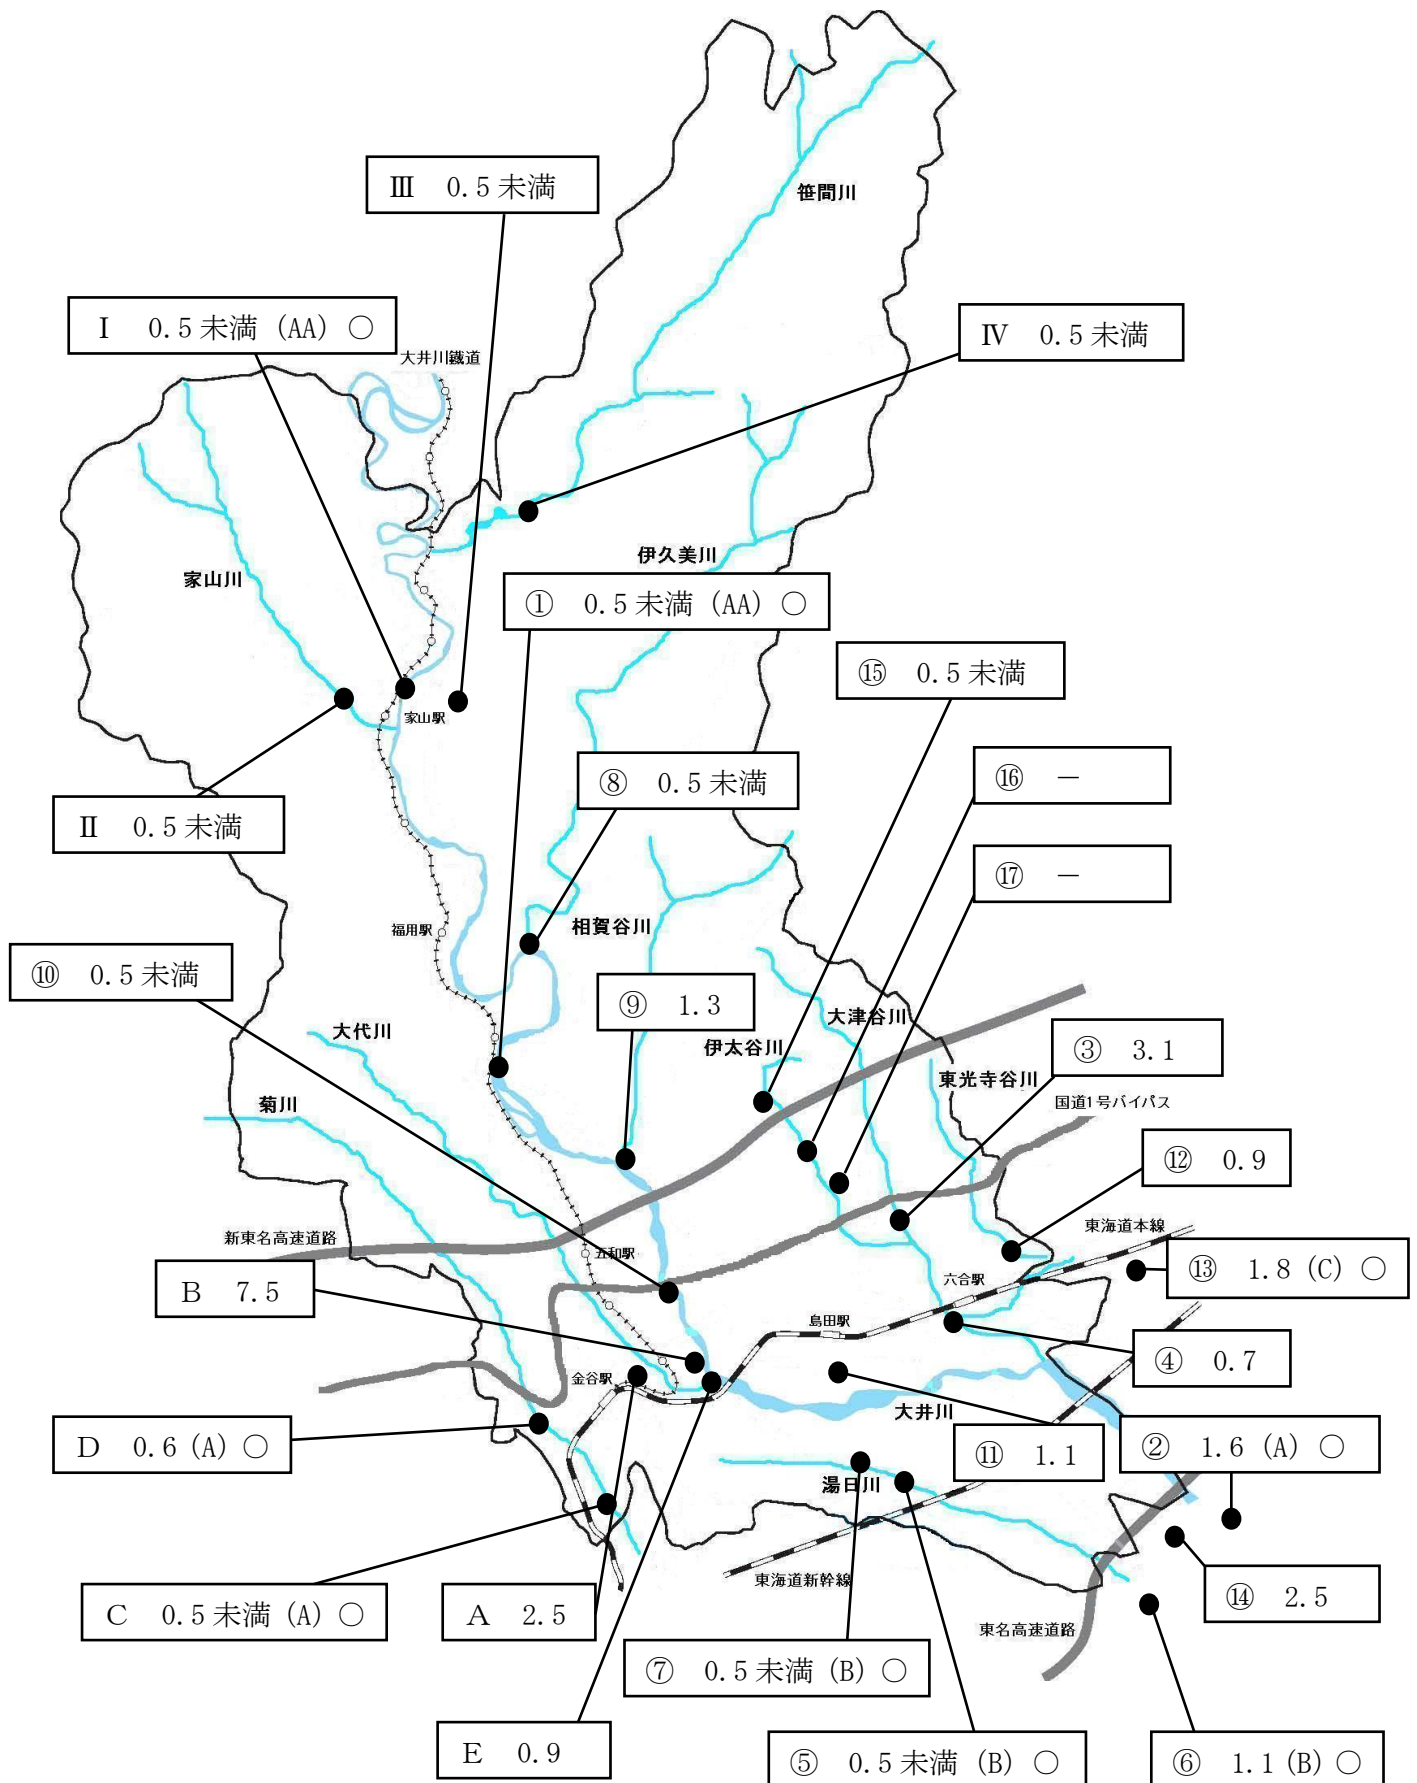 笹間川
Ⅲ 0.5未満
Ⅰ 0.5未満(AA)○
Ⅳ 0.5未満
大井川鐵道
伊久美川
家山川
① 0.5未満(AA)○
⑮ 0.5未満
家山駅
⑯ －
⑧ 0.5未満
Ⅱ 0.5未満
⑰ －
福用駅
相賀谷川
⑩ 0.5未満
⑨ 1.3
大津谷川
大代川
伊太谷川
③ 3.1
東光寺谷川
菊川
国道1号バイパス
⑫ 0.9
新東名高速道路
五和駅
東海道本線
B 7.5
六合駅
⑬ 1.8(C)○
島田駅
④ 0.7
金谷駅
大井川
D 0.6(A)○
⑪ 1.1
② 1.6(A)○
湯日川
東海道新幹線
C 0.5未満(A)○
A 2.5
⑭ 2.5
東名高速道路
⑦ 0.5未満(B)○
E 0.9
⑤ 0.5未満(B)○
⑥ 1.1(B)○